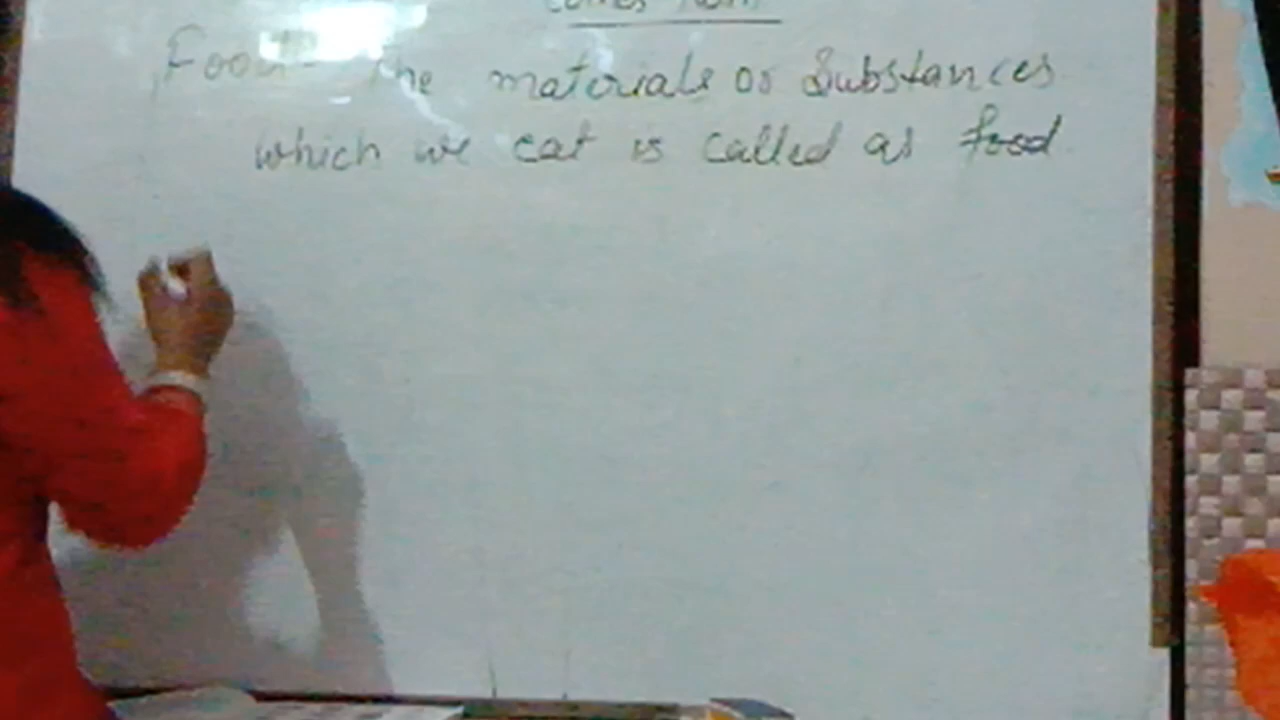 comes from
Food - The materials or Substances
which we eat is called as food